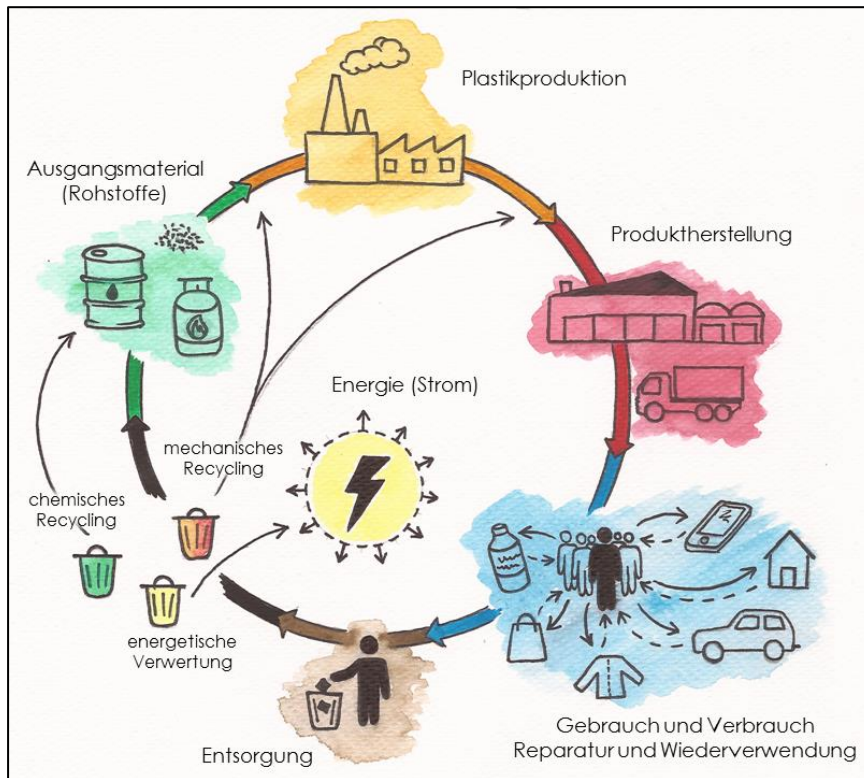 Plastikproduktion
Ausgangsmaterial
(Rohstoffe)
Produktherstellung
Energie (Strom)
mechanisches
Recycling
chemisches
Recycling
energetische
Verwertung
Entsorgung
Gebrauch und Verbrauch
Reparatur und Wiederverwendung